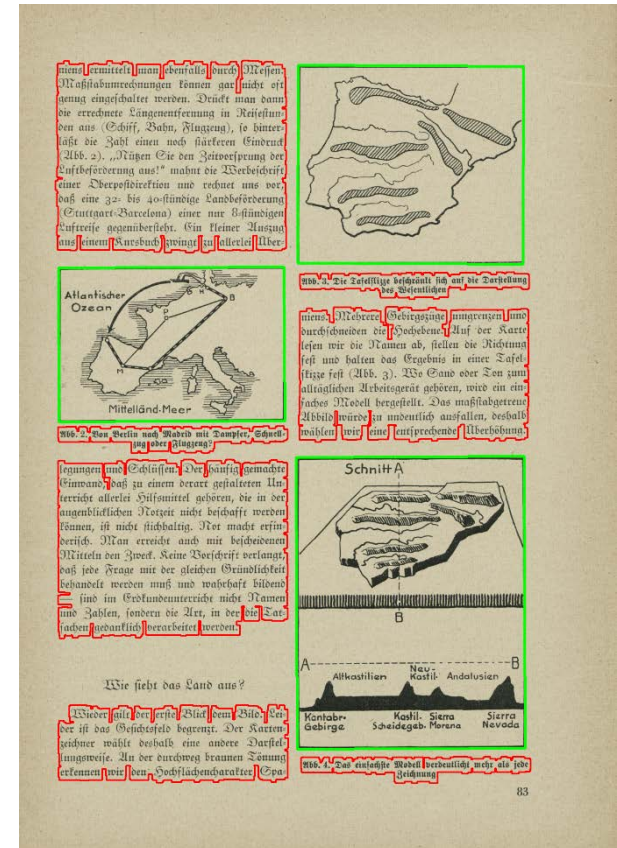 niens ermittelt man ebenfalls durch Messen.
Maßstabumrechnungen können gar nicht oft
genug eingeschaltet werden. Drückt man dann
die errechnete Längenentfernung in Reisestun-
den aus (Schiff, Bahn, Flugzeug), so hinter-
läßt die Zahl einen noch stärkeren Eindruck
(Abb. 2). „Nützen Sie den Zeitvorsprung der
Luftbeförderung aus!“ mahnt die Werbeschrift
einer Oberpostdirektion und rechnet uns vor,
daß eine 32- bis 40-stündige Landbeförderung
(Stuttgart-Barcelona) einer nur 8-stündigen
Luftreise gegenübersteht. Ein kleiner Auszug
aus einem Kursbuch zwinge zu allerlei Über-
Atlantischer
Ozean
B
P
M
Mittelländ-Meer
Abb. 2. Von Berlin nach Madrid mit Dampfer, Schnell-
zug oder Flugzeug?
legungen und Schlüssen. Der häufig gemachte
Einwand, daß zu einem derart gestalteten Un-
terricht allerlei Hilfsmittel gehören, die in der
augenblicklichen Notzeit nicht beschafft werden
können, ist nicht stichhaltig. Not macht erfin-
derisch. Man erreicht auch mit bescheidenen
Mitteln den Zweck. Keine Vorschrift verlangt,
daß jede Frage mit der gleichen Gründlichkeit
behandelt werden muß und wahrhaft bildend
— sind im Erdkundeunterricht nicht Namen
und Zahlen, sondern die Art, in der die Tat-
sachen gedanklich verarbeitet werden.
Wie sieht das Land aus?
Wieder gilt der erste Blick dem Bild. Lei-
der ist das Gesichtsfeld begrenzt. Der Karten-
zeichner wählt deshalb eine andere Darstel-
lungsweise. An der durchweg braunen Tönung
erkennen wir den Hochflächencharakter Spa-
Abb. 3. Die Tafelskizze beschränkt sich auf die Darstellung
des Wesentlichen
niens. Mehrere Gebirgszüge umgrenzen und
durchschneiden die Hochebene. Auf der Karte
lesen wir die Namen ab, stellen die Richtung
fest und halten das Ergebnis in einer Tafel-
skizze fest (Abb. 3). Wo Sand oder Ton zum
alltäglichen Arbeitsgerät gehören, wird ein ein-
faches Modell hergestellt. Das maßstabgetreue
Abbild würde zu undeutlich ausfallen, deshalb
wählen wir eine entsprechende Überhöhung.
Schnitt A
B
A B
Altkastilien Neu-Kastil. Andalusien
Kantabr. Gebirge Kastil. Scheidegeb. Sierra Morena Sierra Nevada
Abb. 4. Das einfachste Modell verdeutlicht mehr als jede
Zeichnung
83